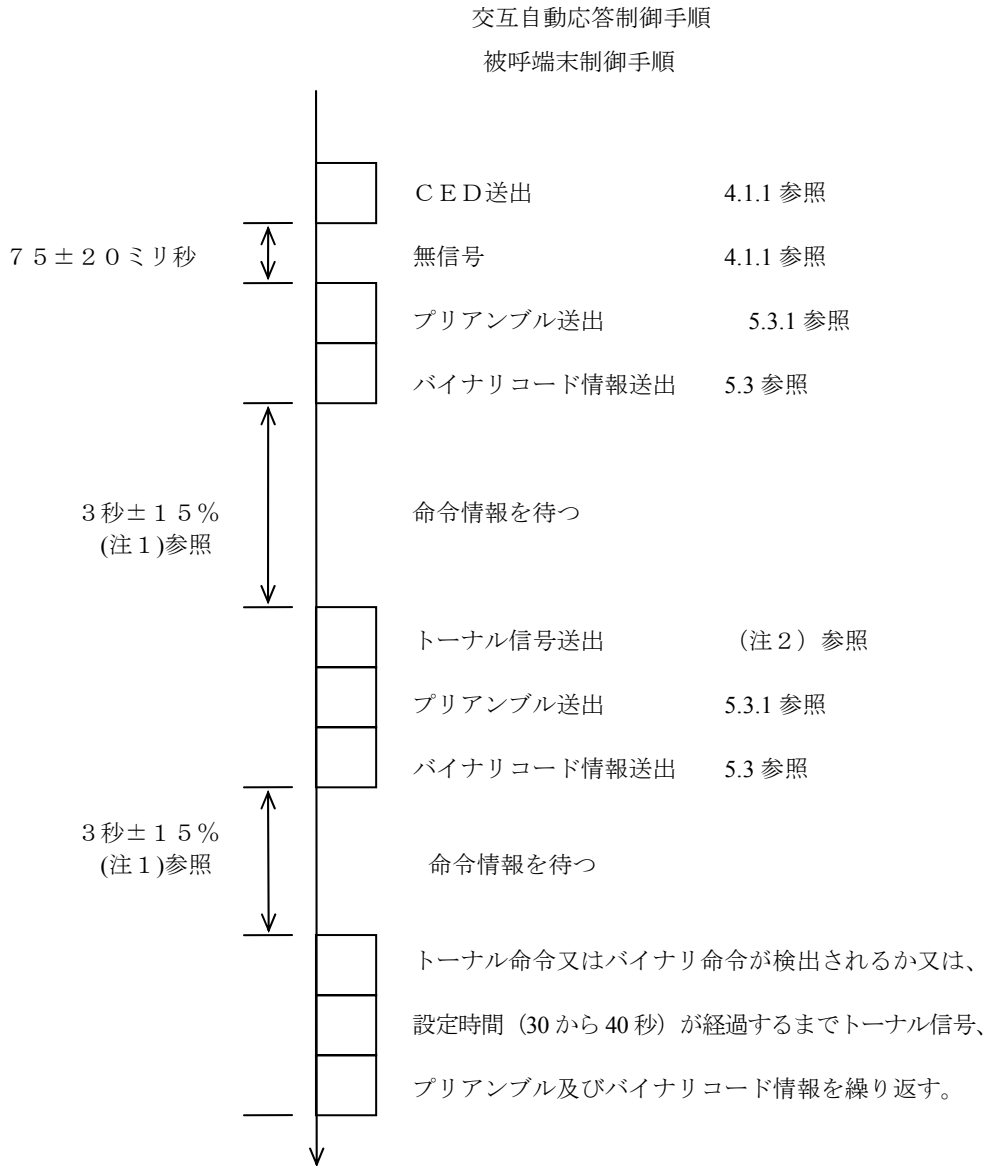 交互自動応答制御手順
被呼端末制御手順
ＣＥＤ送出 4.1.1 参照
７５±２０ミリ秒 無信号 4.1.1 参照
プリアンブル送出 5.3.1 参照
バイナリコード情報送出 5.3 参照
３秒±１５％
(注１)参照
命令情報を待つ
トーナル信号送出 （注２）参照
プリアンブル送出 5.3.1 参照
バイナリコード情報送出 5.3 参照
３秒±１５％
(注１)参照
命令情報を待つ
トーナル命令又はバイナリ命令が検出されるか又は、
設定時間（30 から 40 秒）が経過するまでトーナル信号、
プリアンブル及びバイナリコード情報を繰り返す。